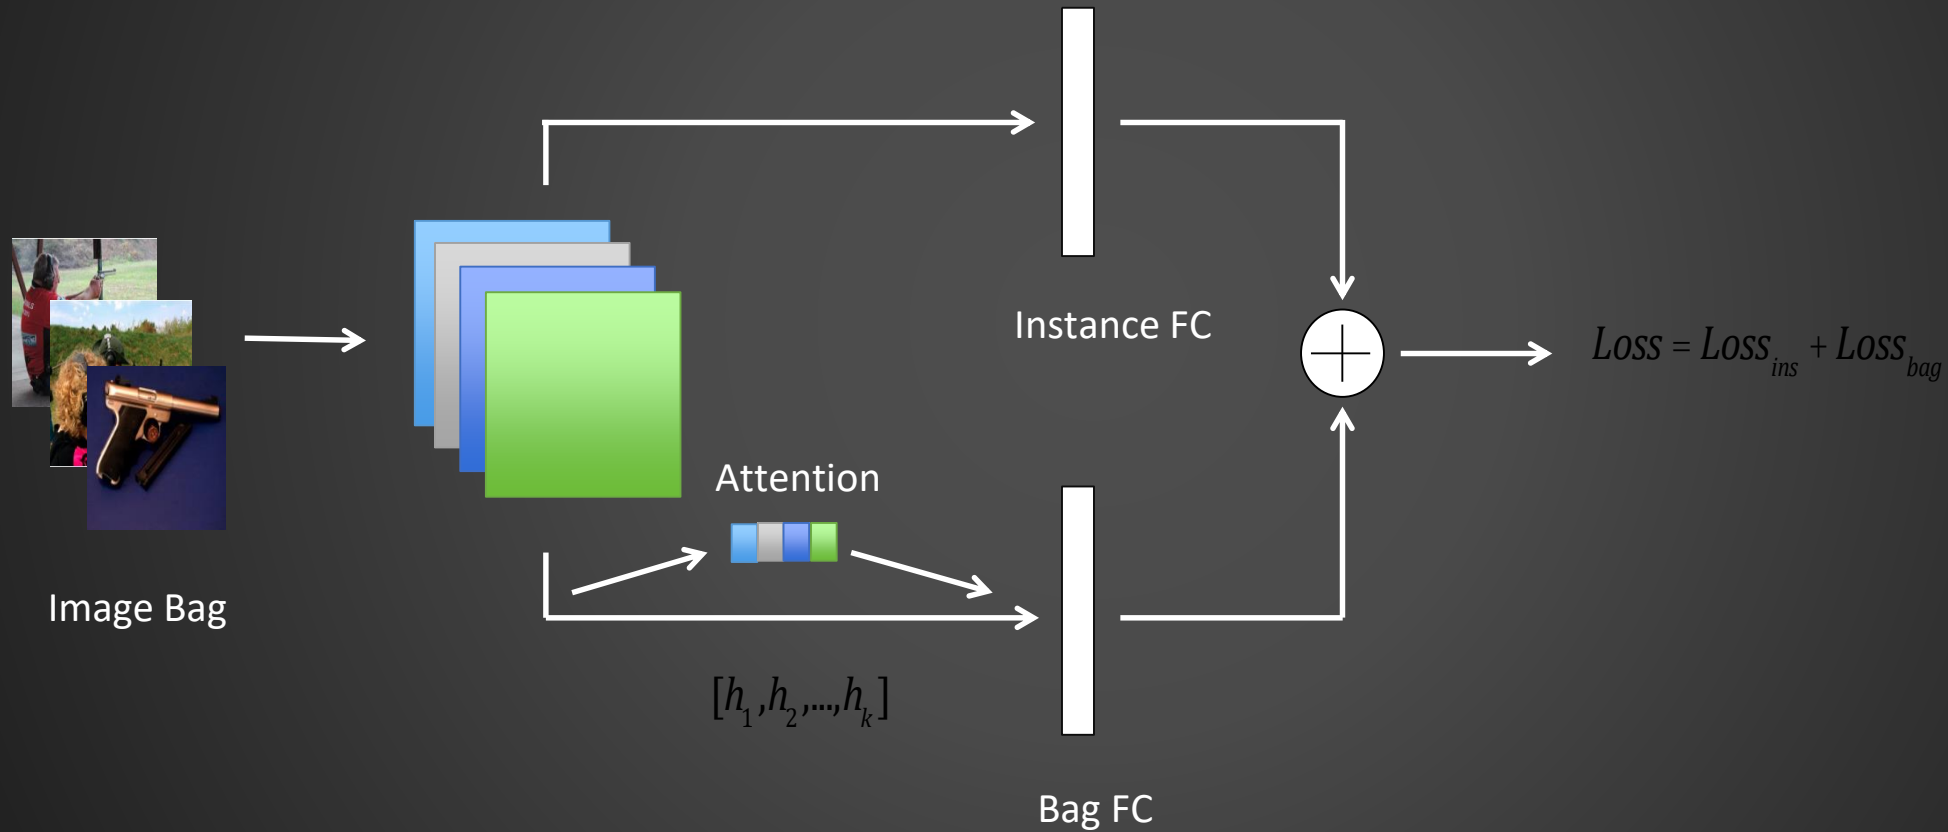 Instance FC
Loss = Loss_ins + Loss_bag
Attention
Image Bag
[h_1,h_2,...,h_k]
Bag FC